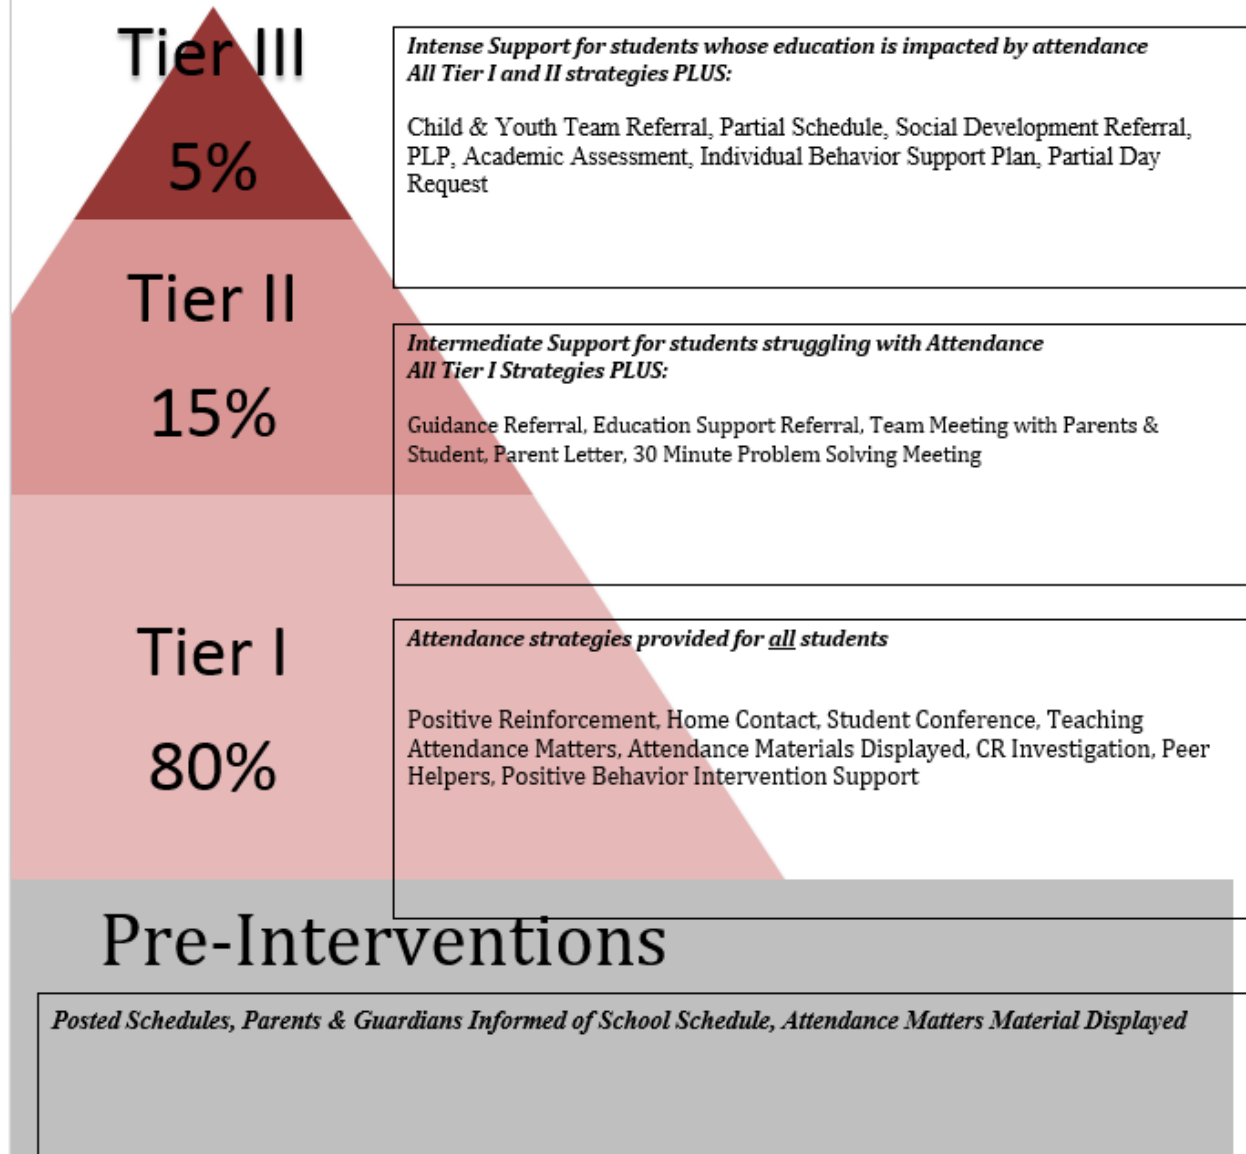 Tier III
5%
Intense Support for students whose education is impacted by attendance
All Tier I and II strategies PLUS:
Child & Youth Team Referral, Partial Schedule, Social Development Referral,
PLP, Academic Assessment, Individual Behavior Support Plan, Partial Day
Request
Tier II
15%
Intermediate Support for students struggling with Attendance
All Tier I Strategies PLUS:
Guidance Referral, Education Support Referral, Team Meeting with Parents &
Student, Parent Letter, 30 Minute Problem Solving Meeting
Tier I
80%
Attendance strategies provided for all students
Positive Reinforcement, Home Contact, Student Conference, Teaching
Attendance Matters, Attendance Materials Displayed, CR Investigation, Peer
Helpers, Positive Behavior Intervention Support
Pre-Interventions
Posted Schedules, Parents & Guardians Informed of School Schedule, Attendance Matters Material Displayed